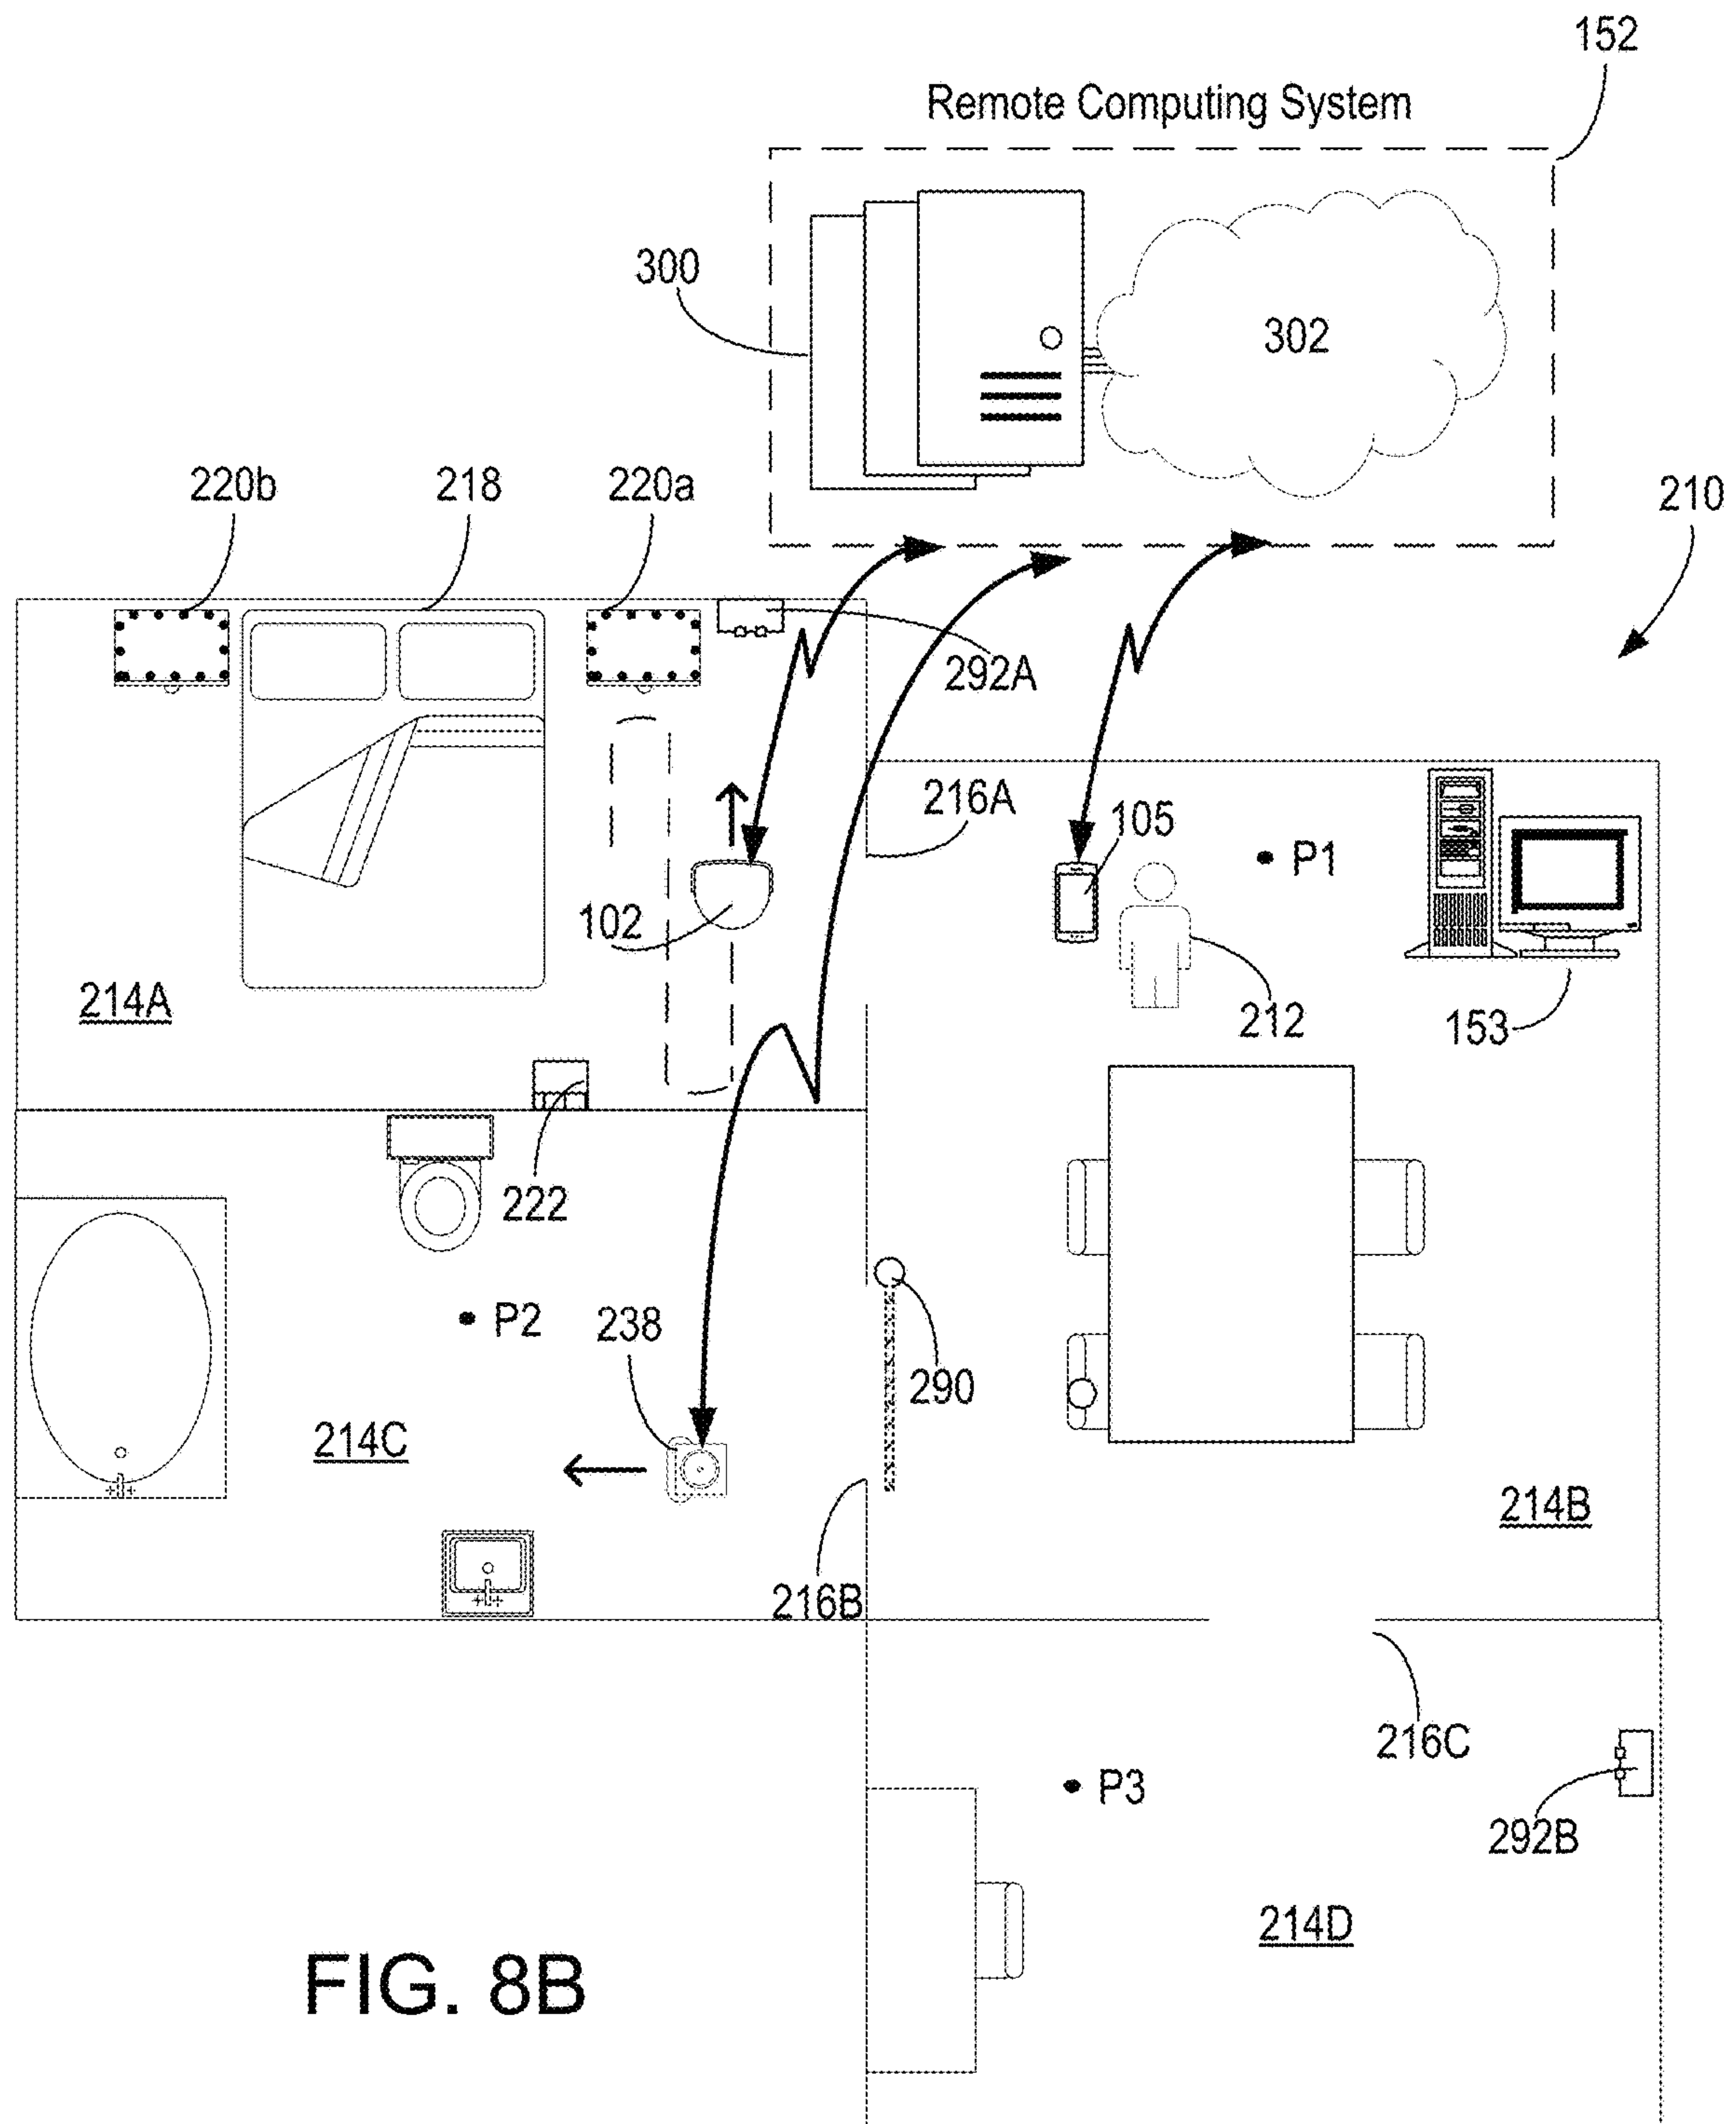 152
Remote Computing System
300
302
220b
218
220a
210
292A
216A
105
P1
102
214A
212
153
222
P2
238
290
214C
214B
216B
216C
P3
292B
214D
FIG. 8B